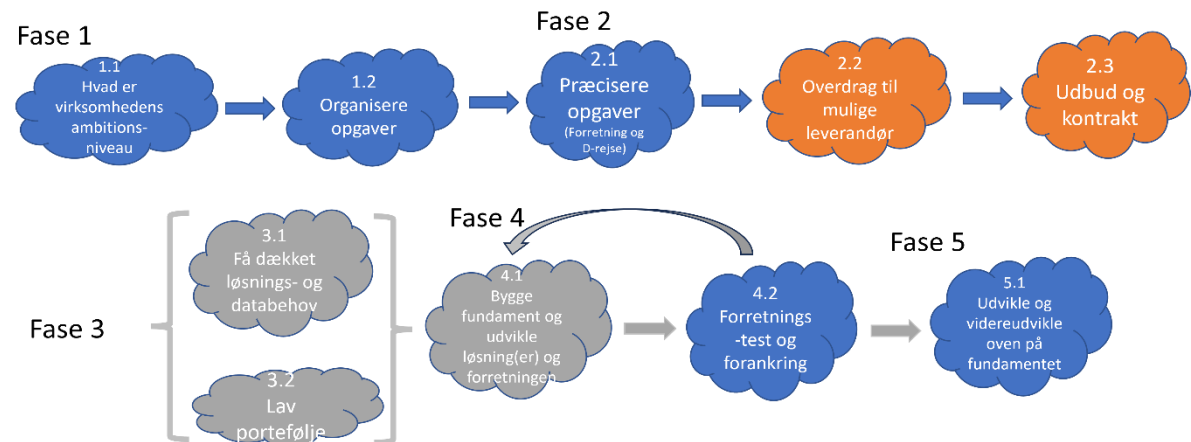 Fase 1
1.1
Hvad er
virksomhedens
ambitions-
niveau
1.2
Organisere
opgaver
Fase 2
2.1
Præcisere
opgaver
(Forretning og
D-rejse)
2.2
Overdrag til
mulige
leverandør
2.3
Udbud og
kontrakt
Fase 3
3.1
Få dækket
løsnings- og
databehov
3.2
Lav
portefølje
Fase 4
4.1
Bygge
fundament og
udvikle
løsning(er) og
forretningen
4.2
Forretnings
-test og
forankring
Fase 5
5.1
Udvikle og
videreudvikle
oven på
fundamentet